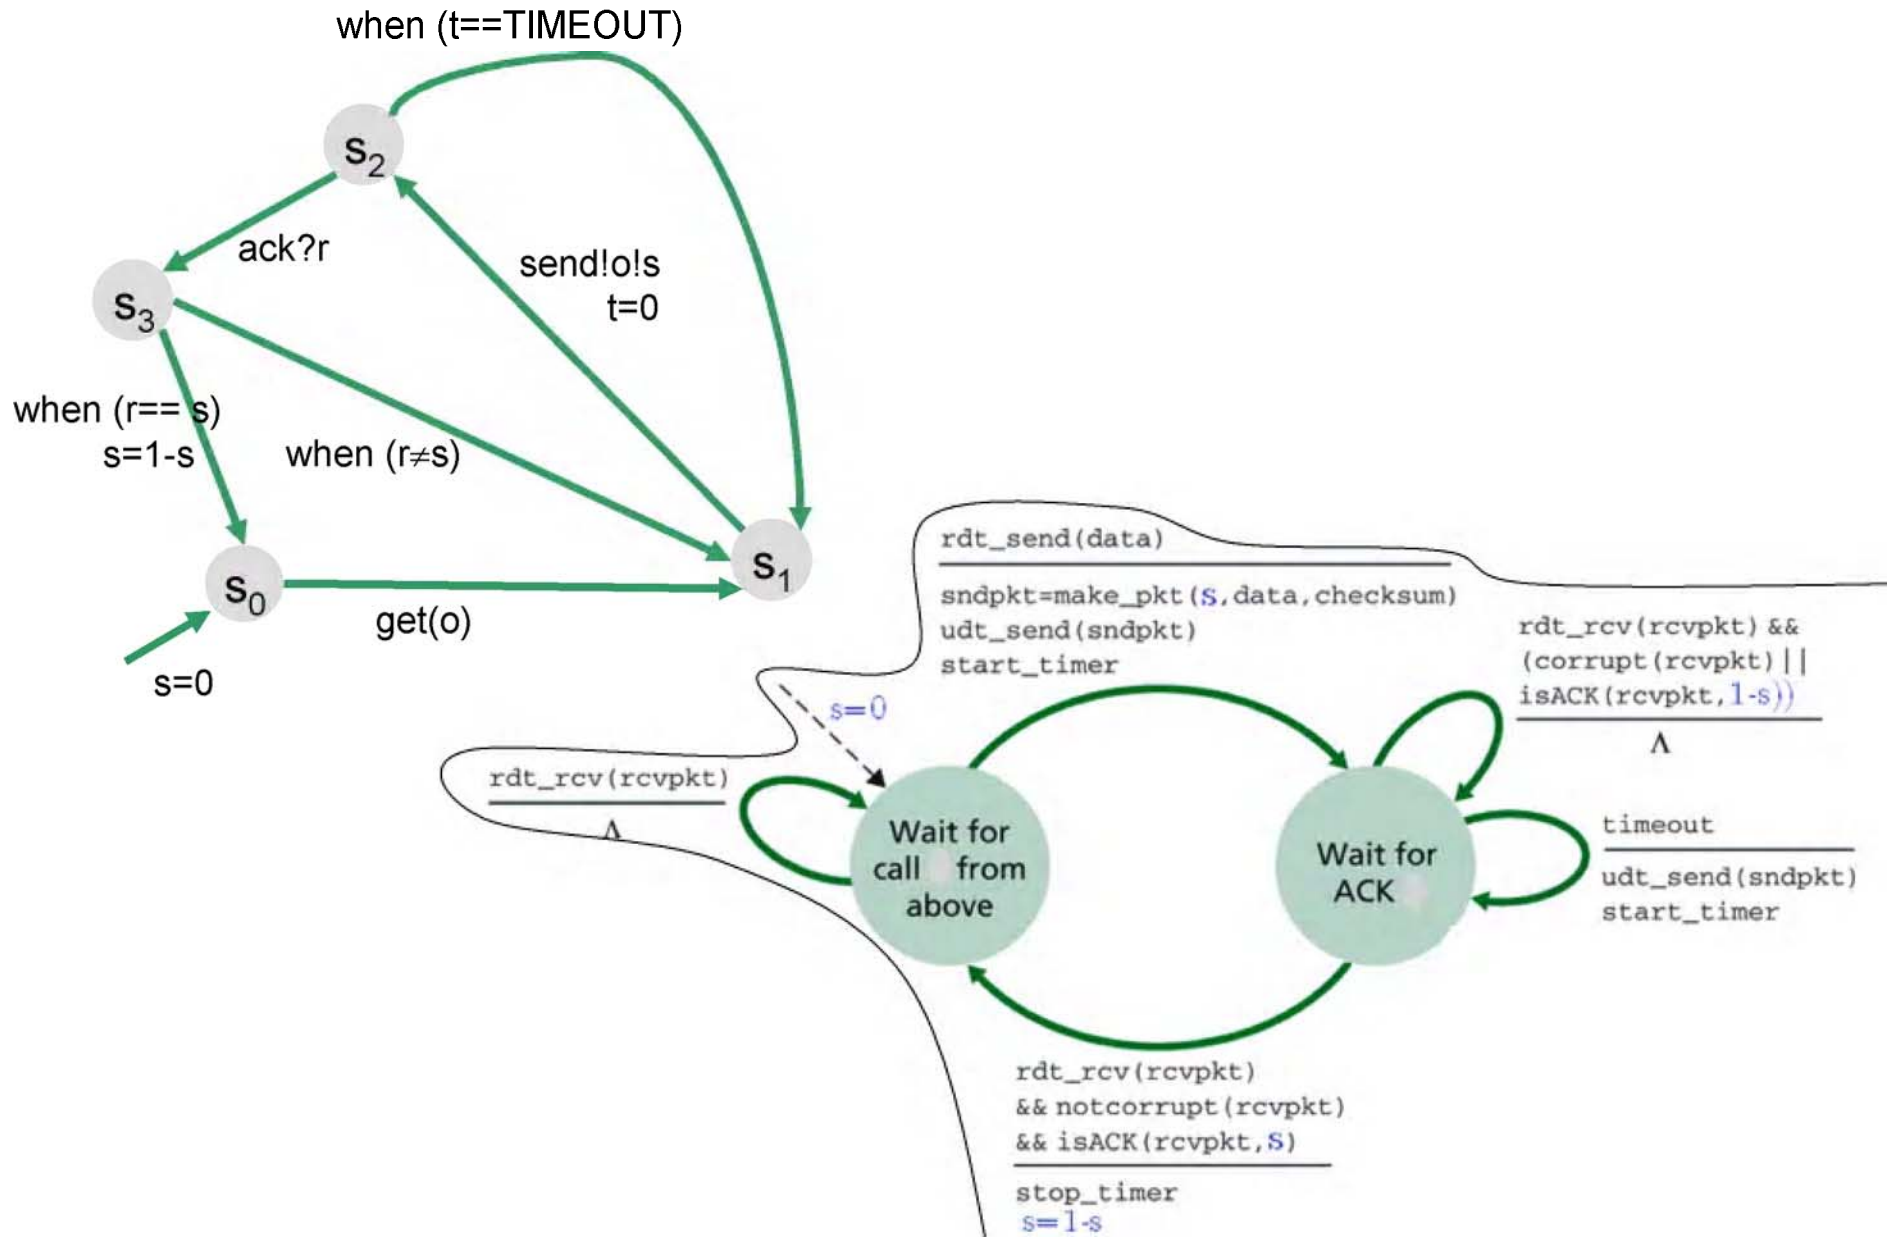 when (t==TIMEOUT)
s2
ack?r
send!o!s
t=0
s3
when (r== s)
s=1-s
when (r≠s)
s1
s0
get(o)
s=0
rdt_send(data)
sndpkt=make_pkt(s,data,checksum)
udt_send(sndpkt)
start_timer
rdt_rcv(rcvpkt) &&
(corrupt(rcvpkt)||
isACK(rcvpkt,1-s))
Λ
s=0
rdt_rcv(rcvpkt)
Λ
Wait for
call from
above
Wait for
ACK
timeout
udt_send(sndpkt)
start_timer
rdt_rcv(rcvpkt)
&& notcorrupt(rcvpkt)
&& isACK(rcvpkt,s)
stop_timer
s=1-s